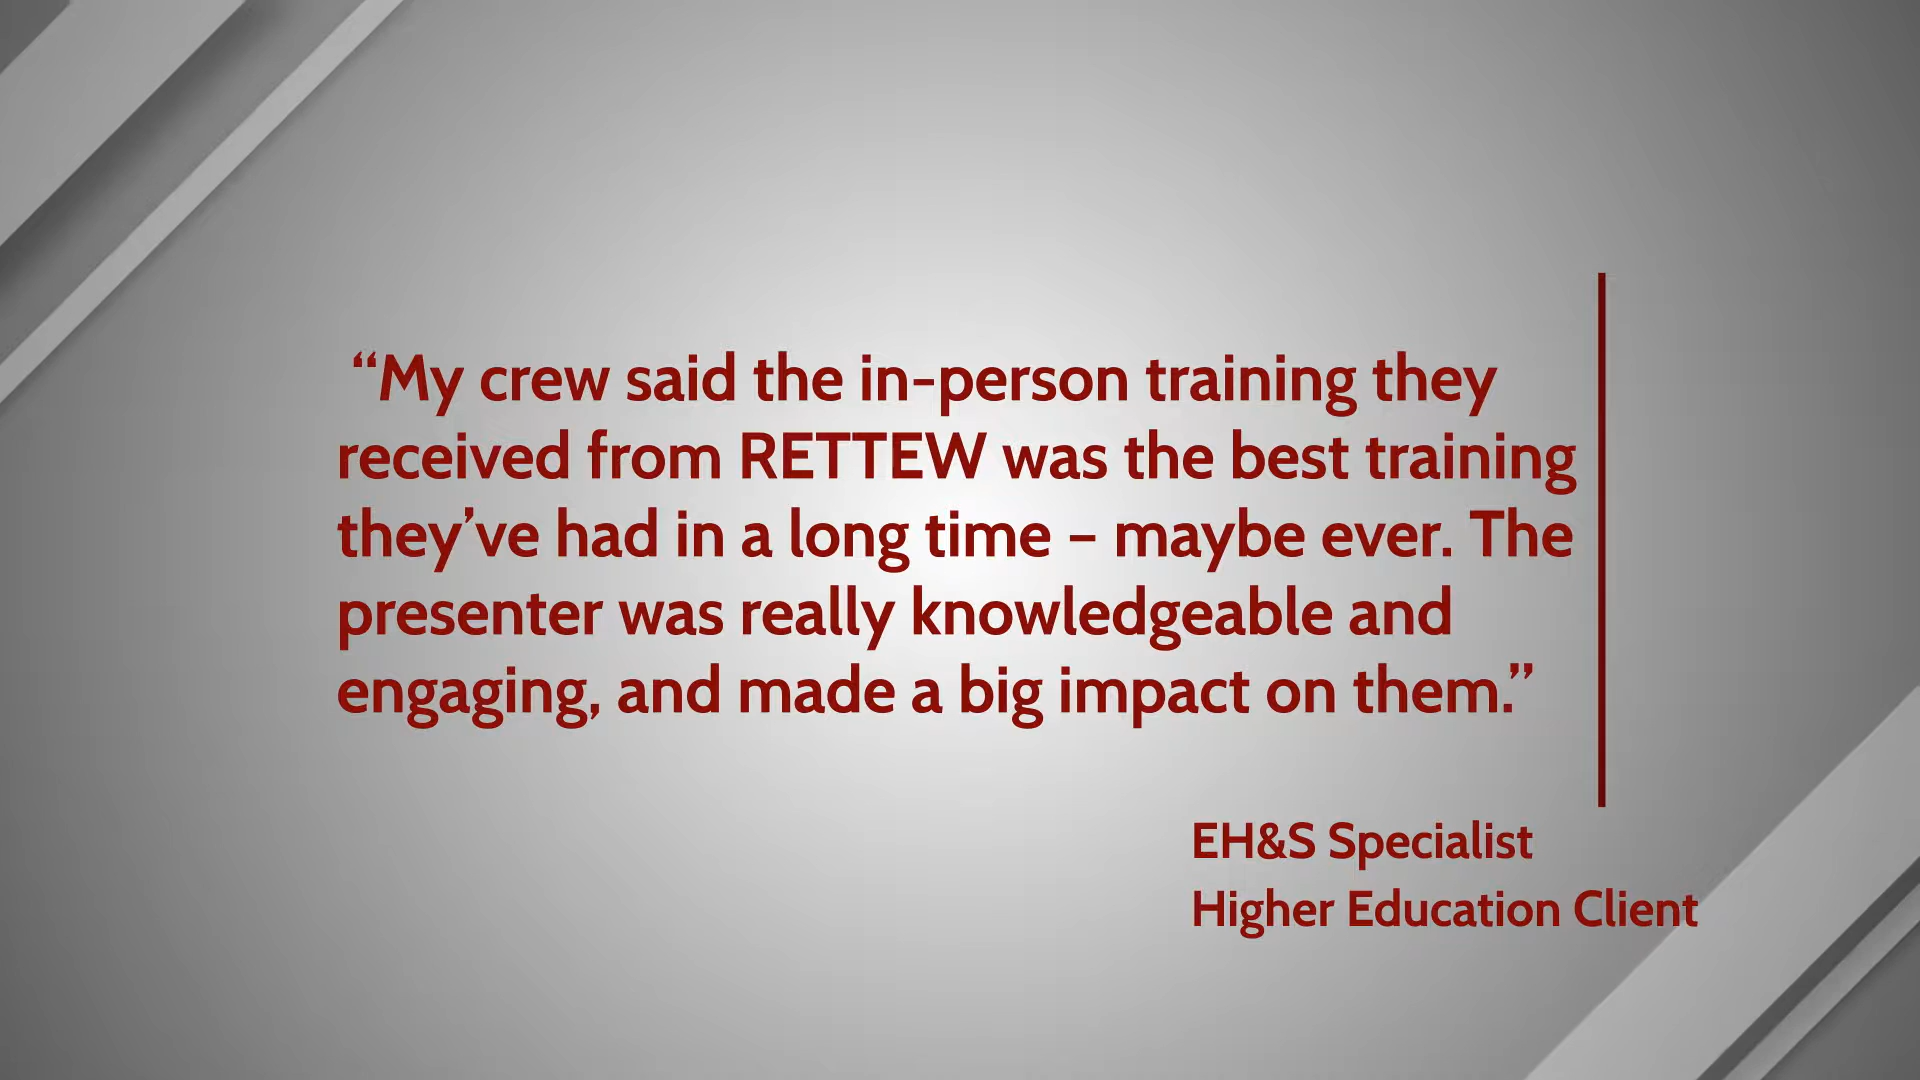 “My crew said the in-person training they
received from RETTEW was the best training
they’ve had in a long time – maybe ever. The
presenter was really knowledgeable and
engaging, and made a big impact on them.”
EH&S Specialist
Higher Education Client